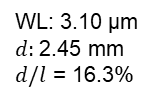 WL: 3.10 µm
d: 2.45 mm
d/l = 16.3%